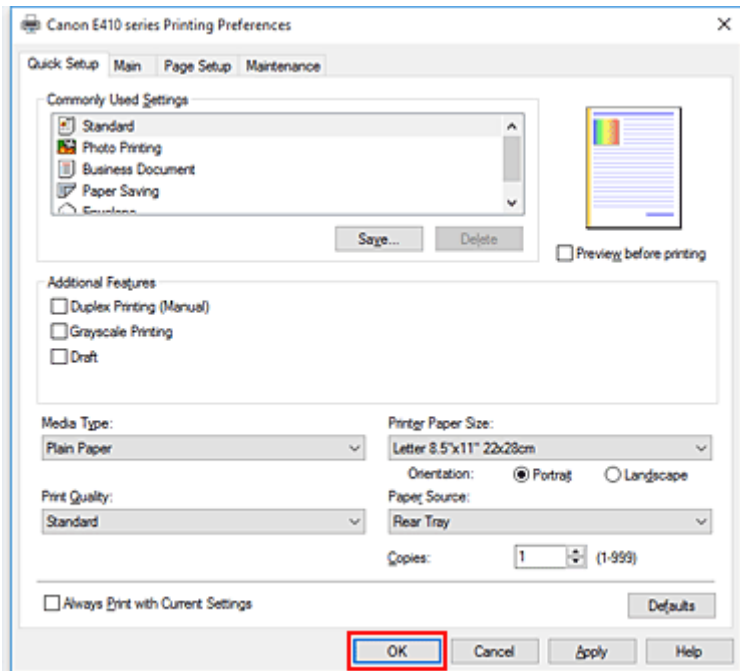 Canon E410 series Printing Preferences
Quick Setup Main Page Setup Maintenance
Commonly Used Settings
Standard
Photo Printing
Business Document
Paper Saving
Envelope
Save... Delete
Preview before printing
Additional Features
Duplex Printing (Manual)
Grayscale Printing
Draft
Media Type: Printer Paper Size:
Plain Paper Letter 8.5"x11" 22x28cm
Orientation: Portrait Landscape
Print Quality: Paper Source:
Standard Rear Tray
Copies: 1 (1-999)
Always Print with Current Settings Defaults
OK Cancel Apply Help